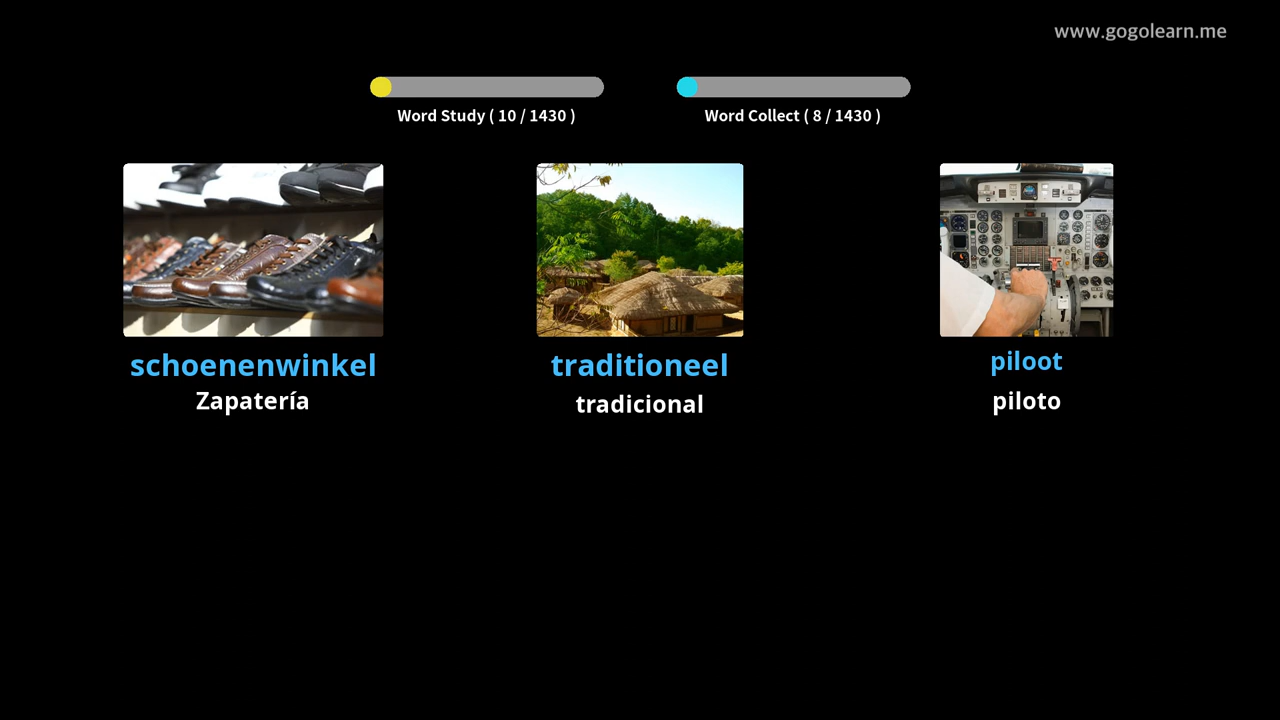 www.gogolearn.me
Word Study ( 10 / 1430 )
Word Collect ( 8 / 1430 )
schoenenwinkel
Zapatería
traditioneel
tradicional
piloot
piloto